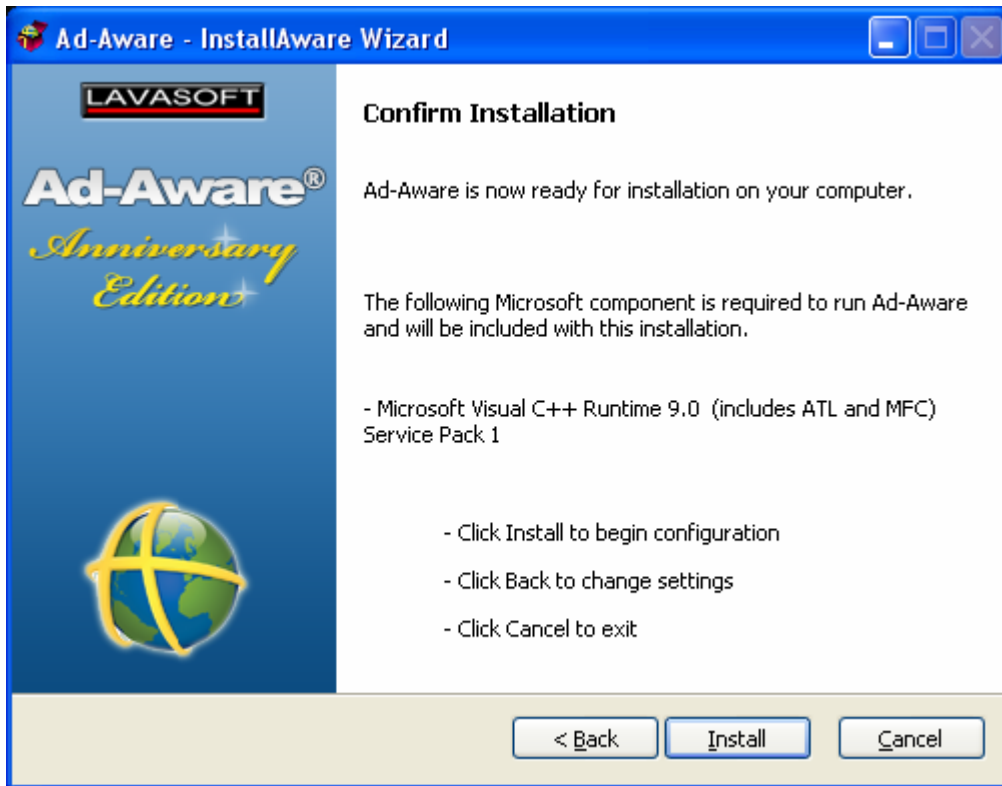 Ad-Aware - InstallAware Wizard
LAVASOFT
Ad-Aware®
Anniversary
Edition
Confirm Installation
Ad-Aware is now ready for installation on your computer.
The following Microsoft component is required to run Ad-Aware
and will be included with this installation.
- Microsoft Visual C++ Runtime 9.0  (includes ATL and MFC)
Service Pack 1
- Click Install to begin configuration
- Click Back to change settings
- Click Cancel to exit
< Back
Install
Cancel